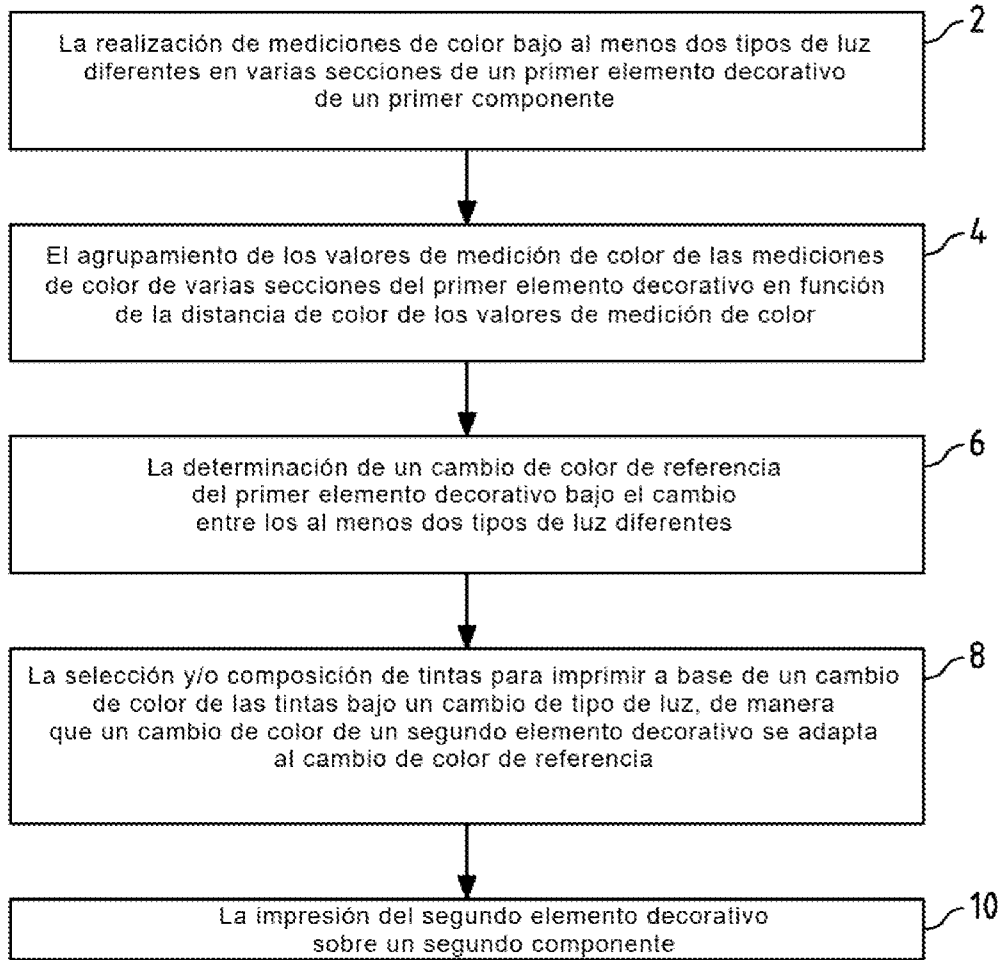 La realización de mediciones de color bajo al menos dos tipos de luz
diferentes en varias secciones de un primer elemento decorativo
de un primer componente
2
El agrupamiento de los valores de medición de color de las mediciones
de color de varias secciones del primer elemento decorativo en función
de la distancia de color de los valores de medición de color
4
La determinación de un cambio de color de referencia
del primer elemento decorativo bajo el cambio
entre los al menos dos tipos de luz diferentes
6
La selección y/o composición de tintas para imprimir a base de un cambio
de color de las tintas bajo un cambio de tipo de luz, de manera
que un cambio de color de un segundo elemento decorativo se adapta
al cambio de color de referencia
8
La impresión del segundo elemento decorativo
sobre un segundo componente
10